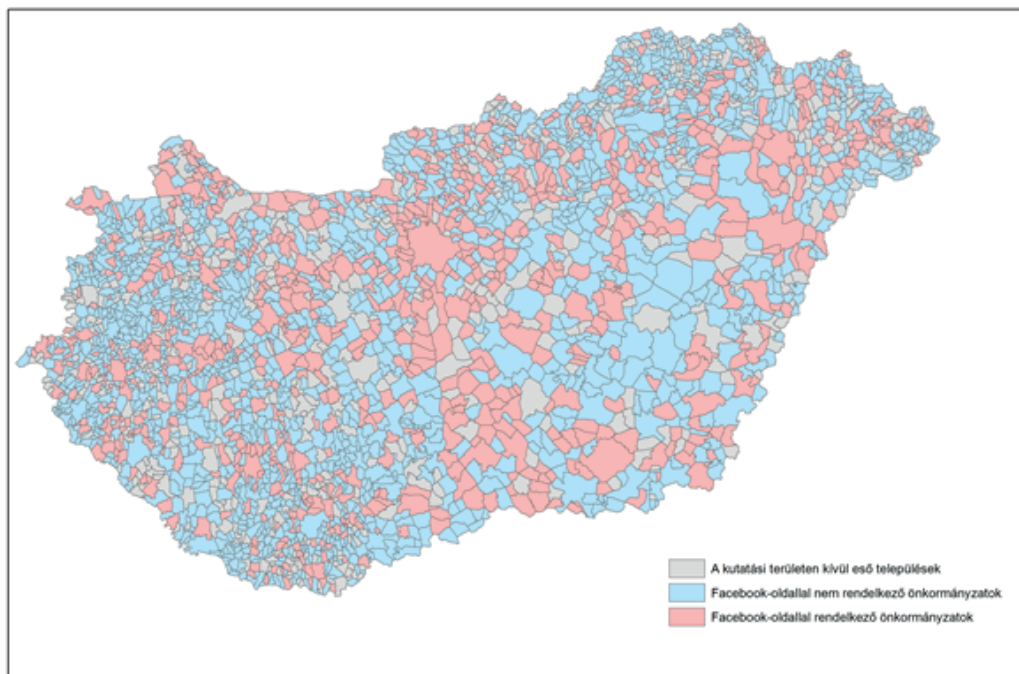 A kutatási területen kívül eső települések
Facebook-oldallal nem rendelkező önkormányzatok
Facebook-oldallal rendelkező önkormányzatok